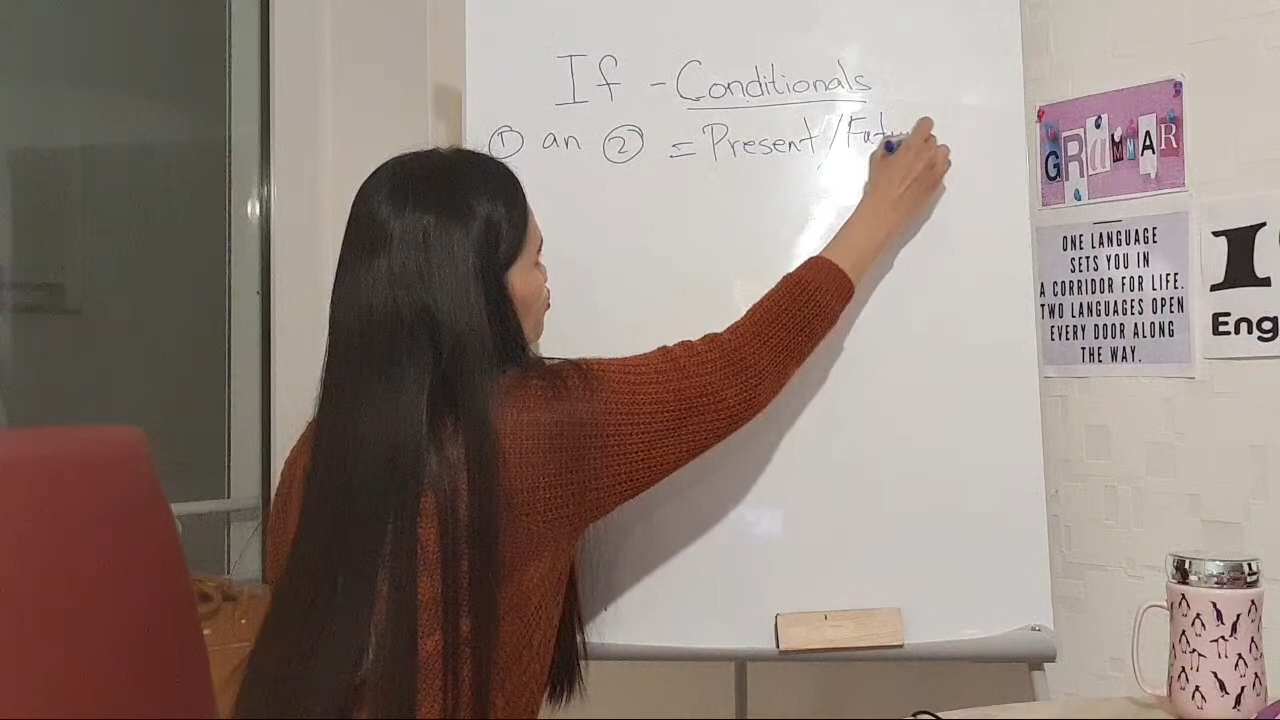 If - Conditionals
① an ② = Present /
GRAMMAR
ONE LANGUAGE
SETS YOU IN
A CORRIDOR FOR LIFE.
TWO LANGUAGES OPEN
EVERY DOOR ALONG
THE WAY.
I
Eng